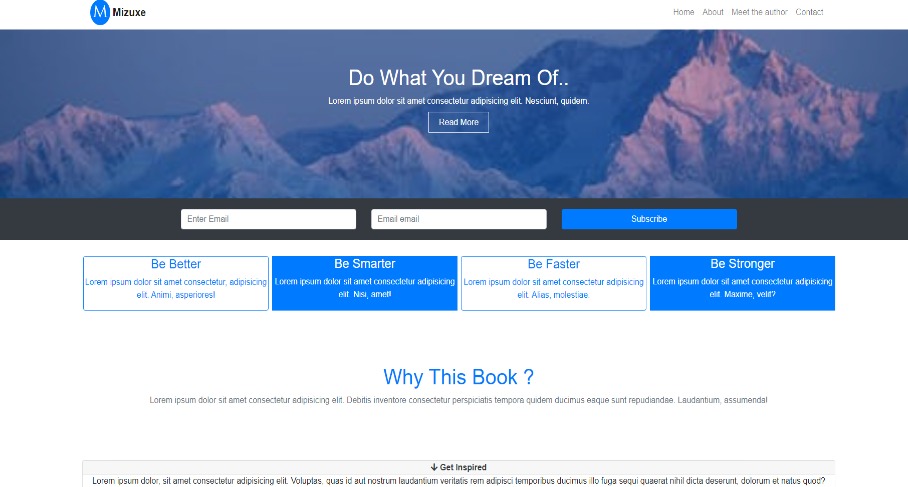 M Mizuxe
Home About Meet the author Contact
Do What You Dream Of..
Lorem ipsum dolor sit amet consectetur adipisicing elit. Nesciunt, quidem.
Read More
Enter Email
Email email
Subscribe
Be Better
Lorem ipsum dolor sit amet consectetur, adipisicing
elit. Animi, asperiores!
Be Smarter
Lorem ipsum dolor sit amet consectetur adipisicing
elit. Nisi, amet!
Be Faster
Lorem ipsum dolor sit amet consectetur adipisicing
elit. Alias, molestiae.
Be Stronger
Lorem ipsum dolor sit amet consectetur adipisicing
elit. Maxime, velit?
Why This Book ?
Lorem ipsum dolor sit amet consectetur adipisicing elit. Debitis inventore consectetur perspiciatis tempora quidem ducimus eaque sunt repudiandae. Laudantium, assumenda!
Get Inspired
Lorem ipsum dolor, sit amet consectetur adipisicing elit. Voluptas, quas id aut nostrum laudantium veritatis rem adipisci temporibus ducimus illo fuga sequi quaerat nihil dicta deserunt, dolorum et natus quod?